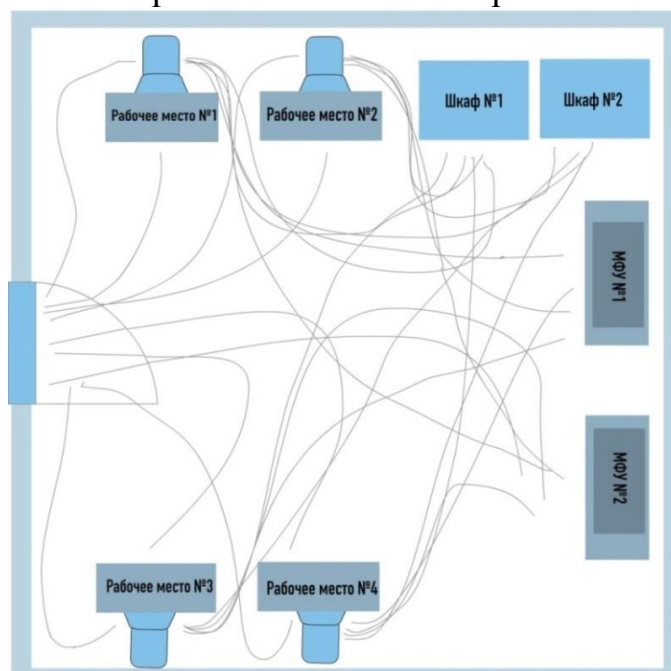 Рабочее место №1
Рабочее место №2
Шкаф №1
Шкаф №2
МФУ №1
МФУ №2
Рабочее место №3
Рабочее место №4